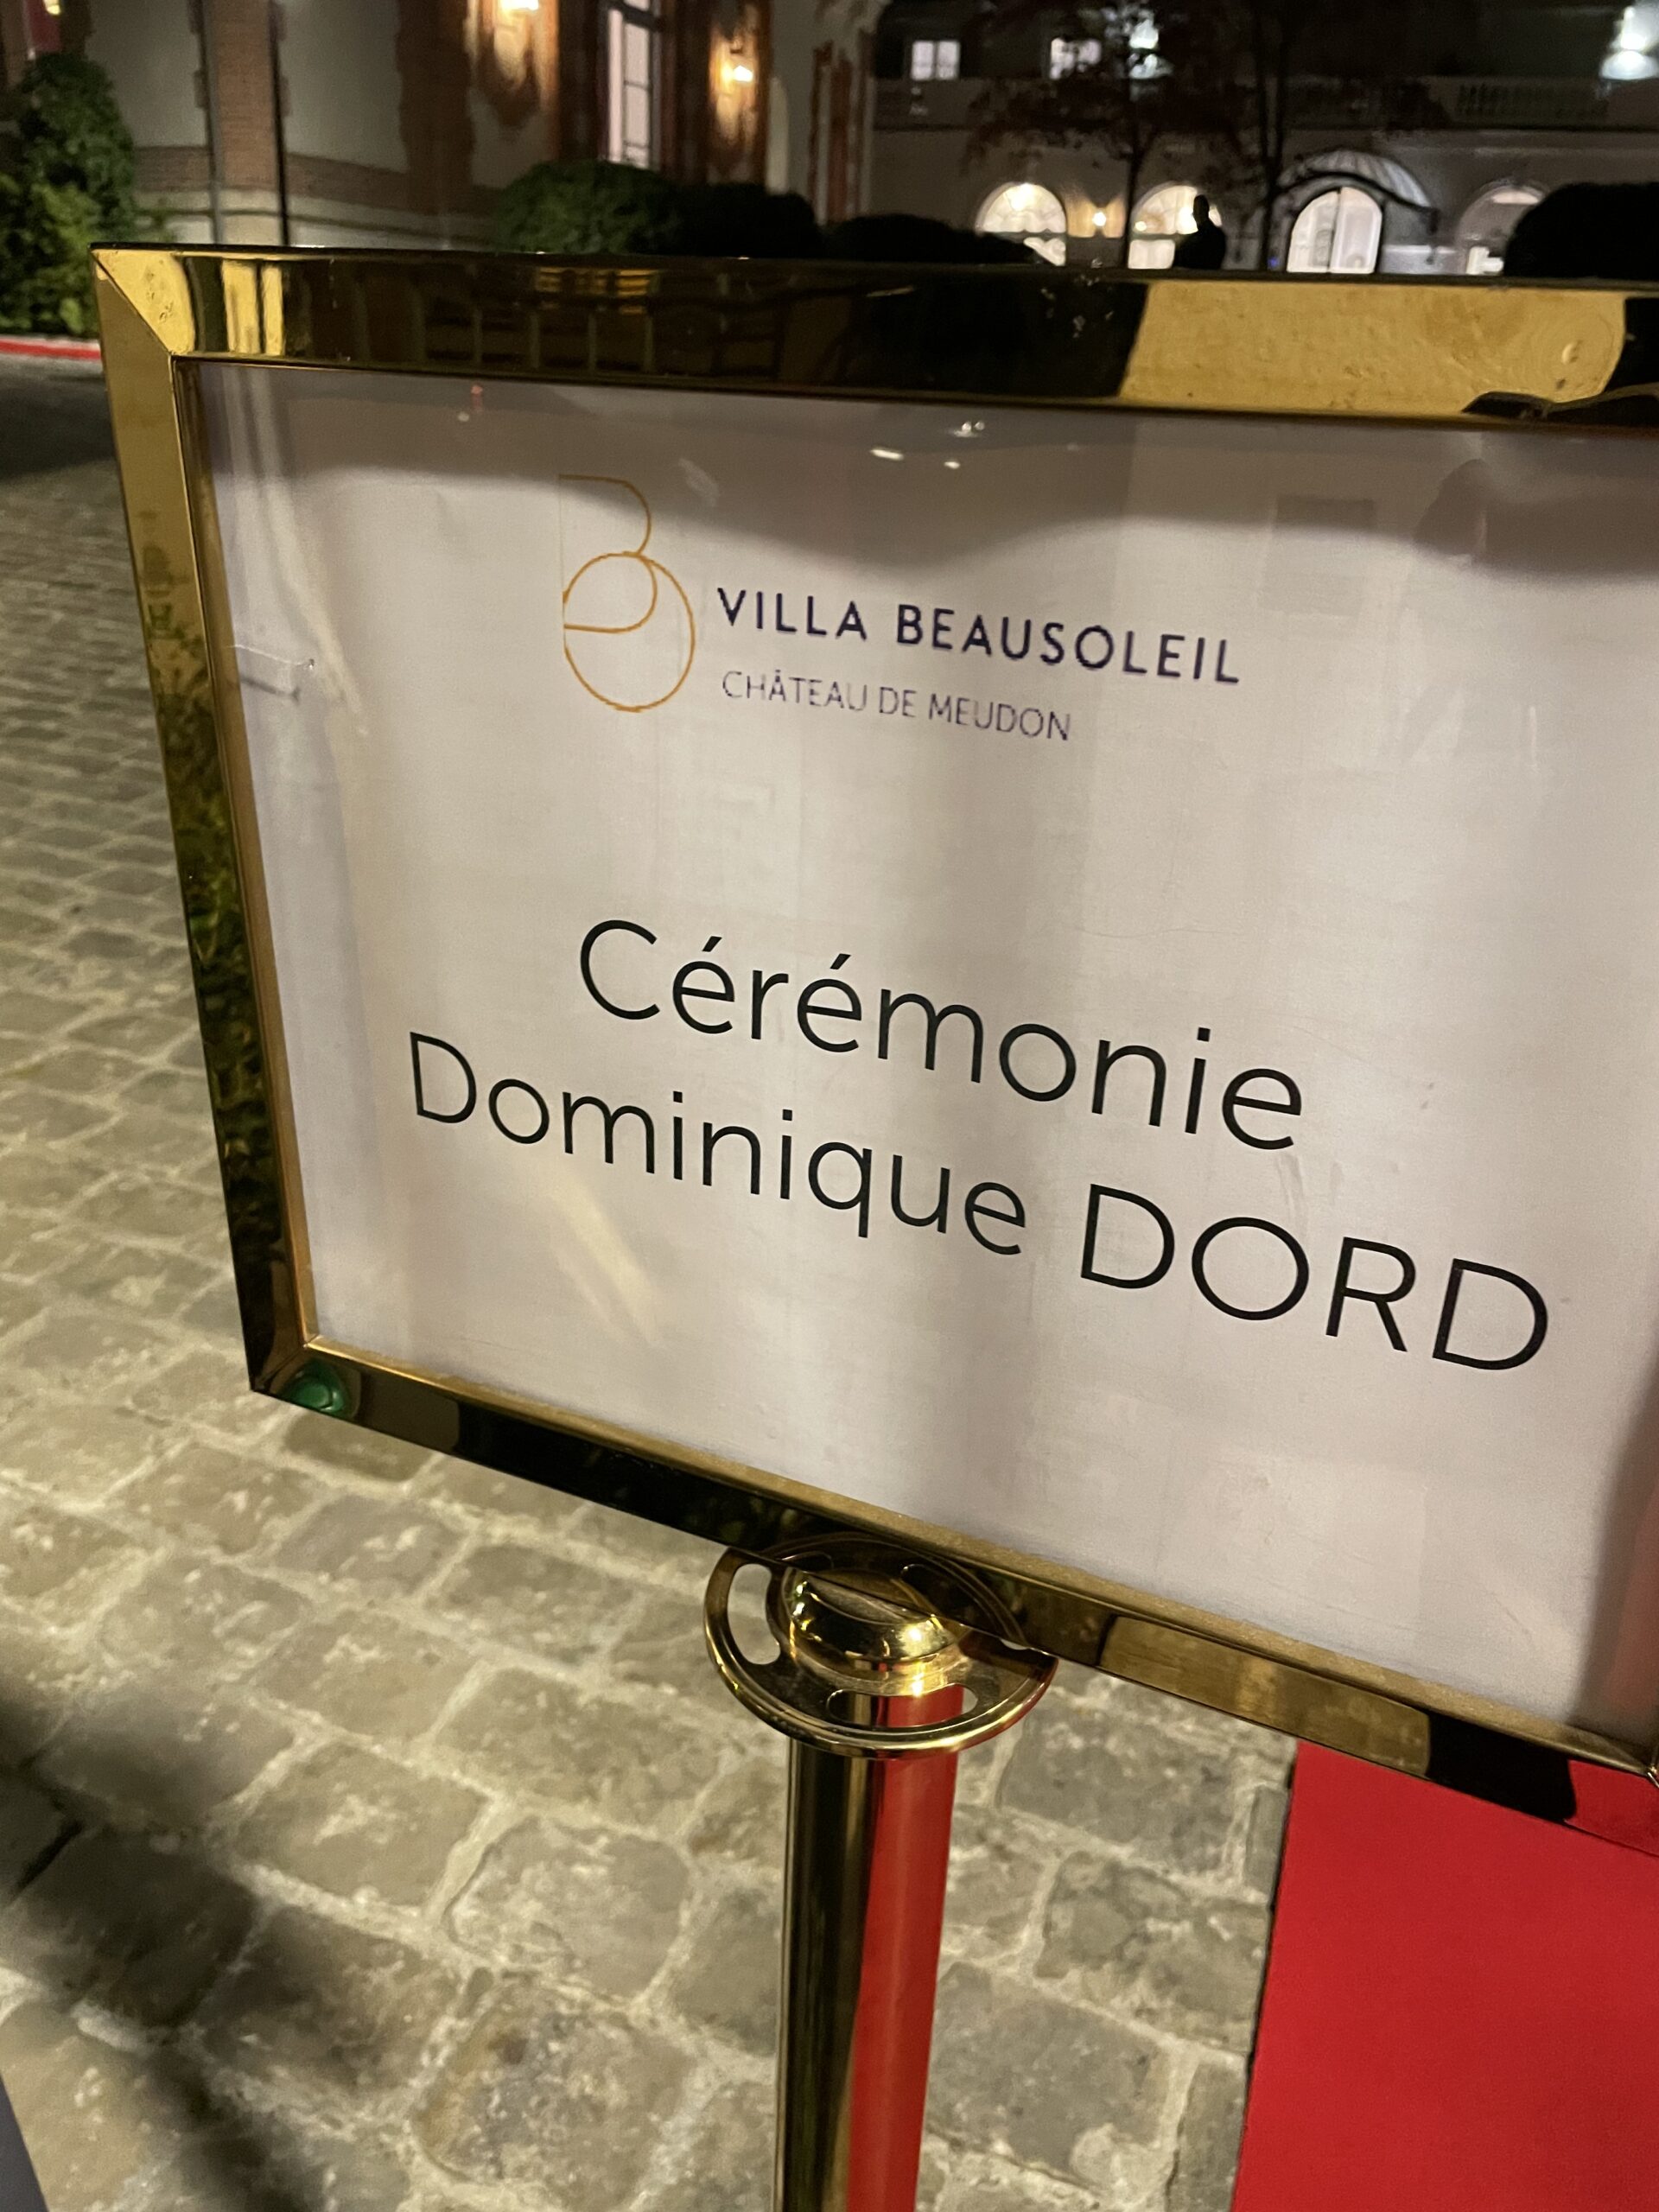 VILLA BEAUSOLEIL
CHÂTEAU DE MEUDON
Cérémonie
Dominique DORD